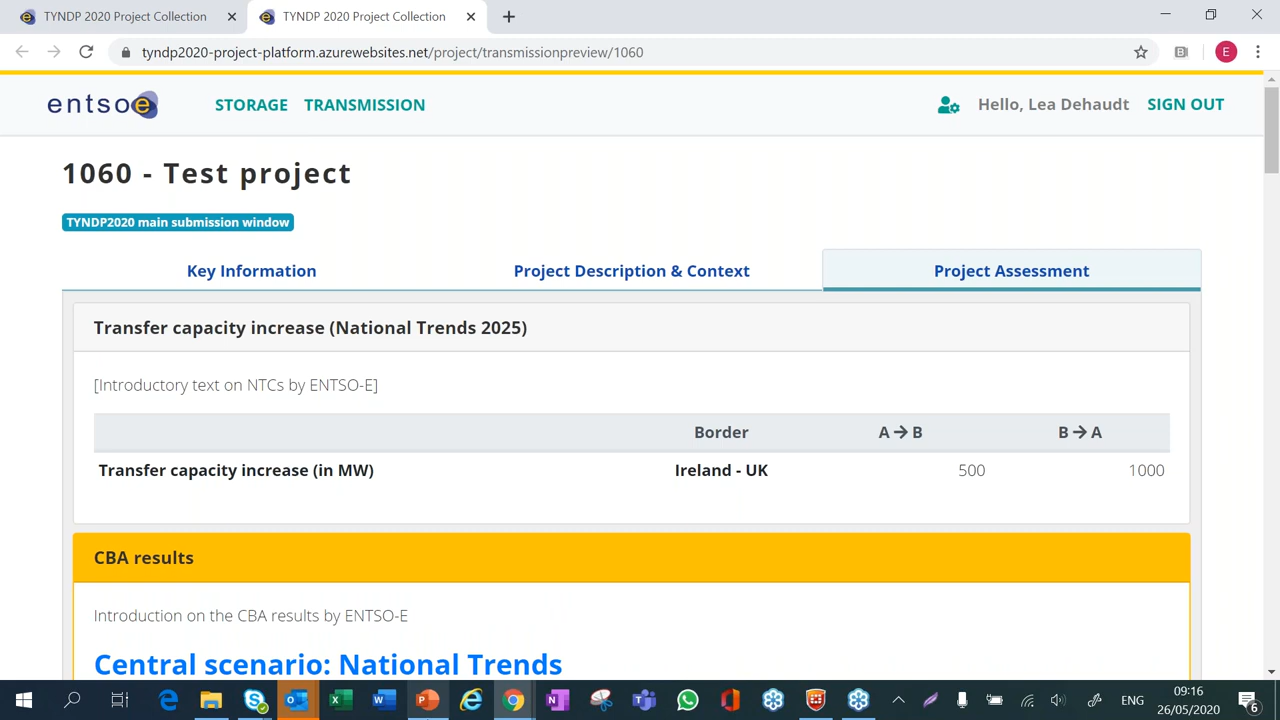 TYNDP 2020 Project Collection
TYNDP 2020 Project Collection
tyndp2020-project-platform.azurewebsites.net/project/transmissionpreview/1060
E
entsoe
STORAGE
TRANSMISSION
Hello, Lea Dehaudt
SIGN OUT
1060 - Test project
TYNDP2020 main submission window
Key Information
Project Description & Context
Project Assessment
Transfer capacity increase (National Trends 2025)
[Introductory text on NTCs by ENTSO-E]
Border A → B B → A
Transfer capacity increase (in MW) Ireland - UK 500 1000
CBA results
Introduction on the CBA results by ENTSO-E
Central scenario: National Trends
ENG
09:16
26/05/2020
6